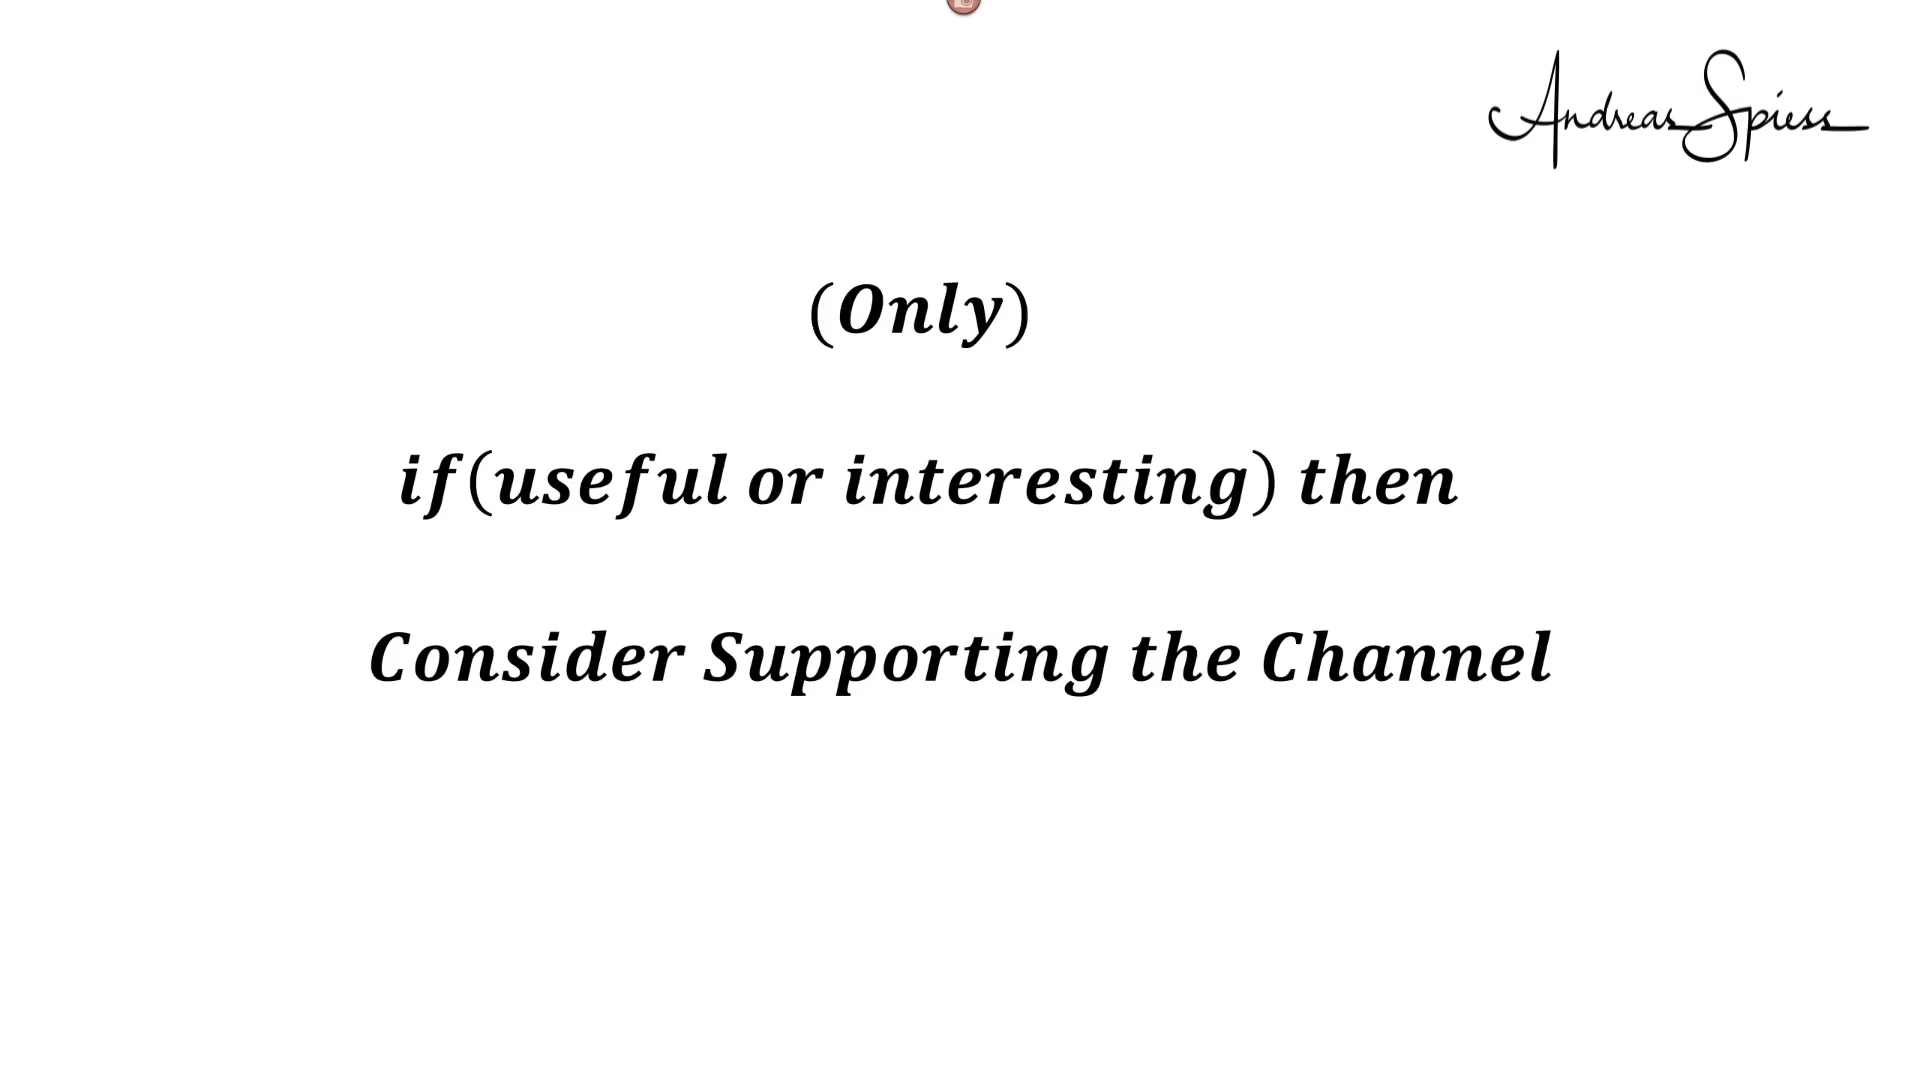 Andreas Spiess
(Only)
if(useful or interesting) then
Consider Supporting the Channel